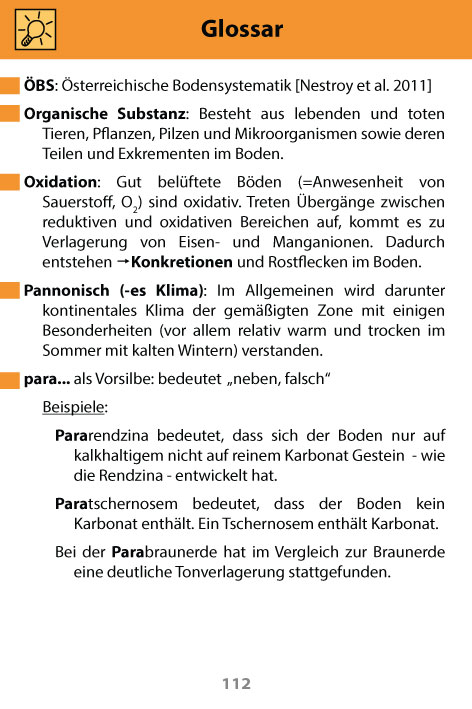 Glossar
ÖBS: Österreichische Bodensystematik [Nestroy et al. 2011]
Organische Substanz: Besteht aus lebenden und toten
Tieren, Pflanzen, Pilzen und Mikroorganismen sowie deren
Teilen und Exkrementen im Boden.
Oxidation: Gut belüftete Böden (=Anwesenheit von
Sauerstoff, O2) sind oxidativ. Treten Übergänge zwischen
reduktiven und oxidativen Bereichen auf, kommt es zu
Verlagerung von Eisen- und Manganionen. Dadurch
entstehen →Konkretionen und Rostflecken im Boden.
Pannonisch (-es Klima): Im Allgemeinen wird darunter
kontinentales Klima der gemäßigten Zone mit einigen
Besonderheiten (vor allem relativ warm und trocken im
Sommer mit kalten Wintern) verstanden.
para... als Vorsilbe: bedeutet „neben, falsch“
Beispiele:
Pararendzina bedeutet, dass sich der Boden nur auf
kalkhaltigem nicht auf reinem Karbonat Gestein - wie
die Rendzina - entwickelt hat.
Paratschernosem bedeutet, dass der Boden kein
Karbonat enthält. Ein Tschernosem enthält Karbonat.
Bei der Parabraunerde hat im Vergleich zur Braunerde
eine deutliche Tonverlagerung stattgefunden.
112